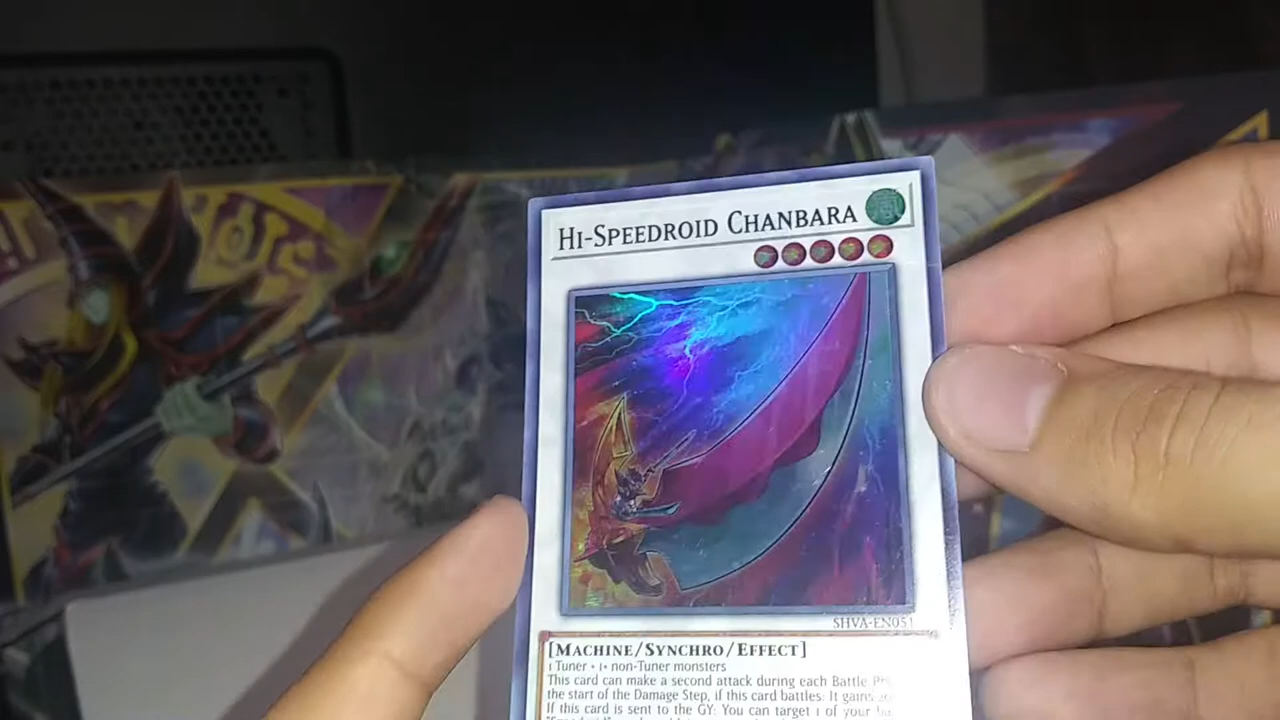 HI-SPEEDROID CHANBARA
SHVA-EN051
[MACHINE/SYNCHRO/EFFECT]
1 Tuner + 1+ non-Tuner monsters
This card can make a second attack during each Battle
the start of the Damage Step, if this card battles: It gains
If this card is sent to the GY: You can target 1 of your